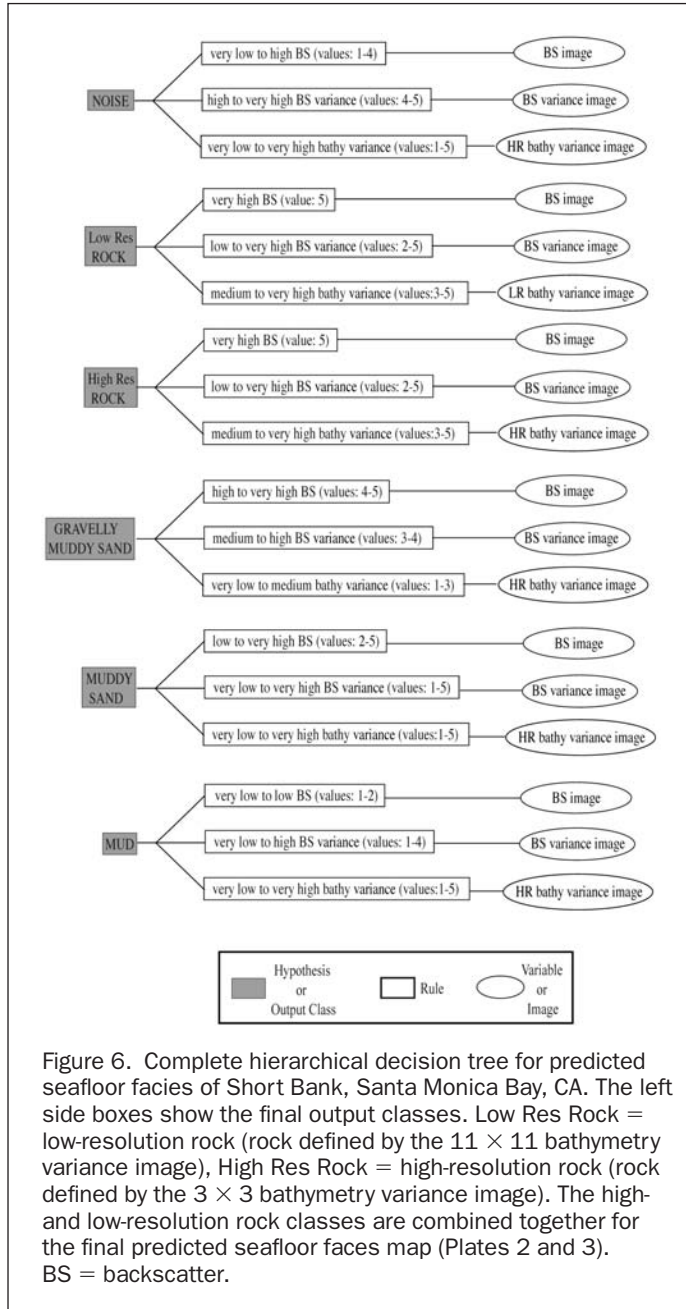 very low to high BS (values: 1-4)
BS image
NOISE
high to very high BS variance (values: 4-5)
BS variance image
very low to very high bathy variance (values:1-5)
HR bathy variance image
very high BS (value: 5)
BS image
Low Res
ROCK
low to very high BS variance (values: 2-5)
BS variance image
medium to very high bathy variance (values:3-5)
LR bathy variance image
very high BS (value: 5)
BS image
High Res
ROCK
low to very high BS variance (values: 2-5)
BS variance image
medium to very high bathy variance (values:3-5)
HR bathy variance image
high to very high BS (values: 4-5)
BS image
GRAVELLY
MUDDY SAND
medium to high BS variance (values: 3-4)
BS variance image
very low to medium bathy variance (values: 1-3)
HR bathy variance image
low to very high BS (values: 2-5)
BS image
MUDDY
SAND
very low to very high BS variance (values: 1-5)
BS variance image
very low to very high bathy variance (values:1-5)
HR bathy variance image
very low to low BS (values: 1-2)
BS image
MUD
very low to high BS variance (values: 1-4)
BS variance image
very low to very high bathy variance (values:1-5)
HR bathy variance image
Hypothesis
or
Output Class
Rule
Variable
or
Image
Figure 6. Complete hierarchical decision tree for predicted
seafloor facies of Short Bank, Santa Monica Bay, CA. The left
side boxes show the final output classes. Low Res Rock =
low-resolution rock (rock defined by the 11 × 11 bathymetry
variance image), High Res Rock = high-resolution rock (rock
defined by the 3 × 3 bathymetry variance image). The high-
and low-resolution rock classes are combined together for
the final predicted seafloor faces map (Plates 2 and 3).
BS = backscatter.